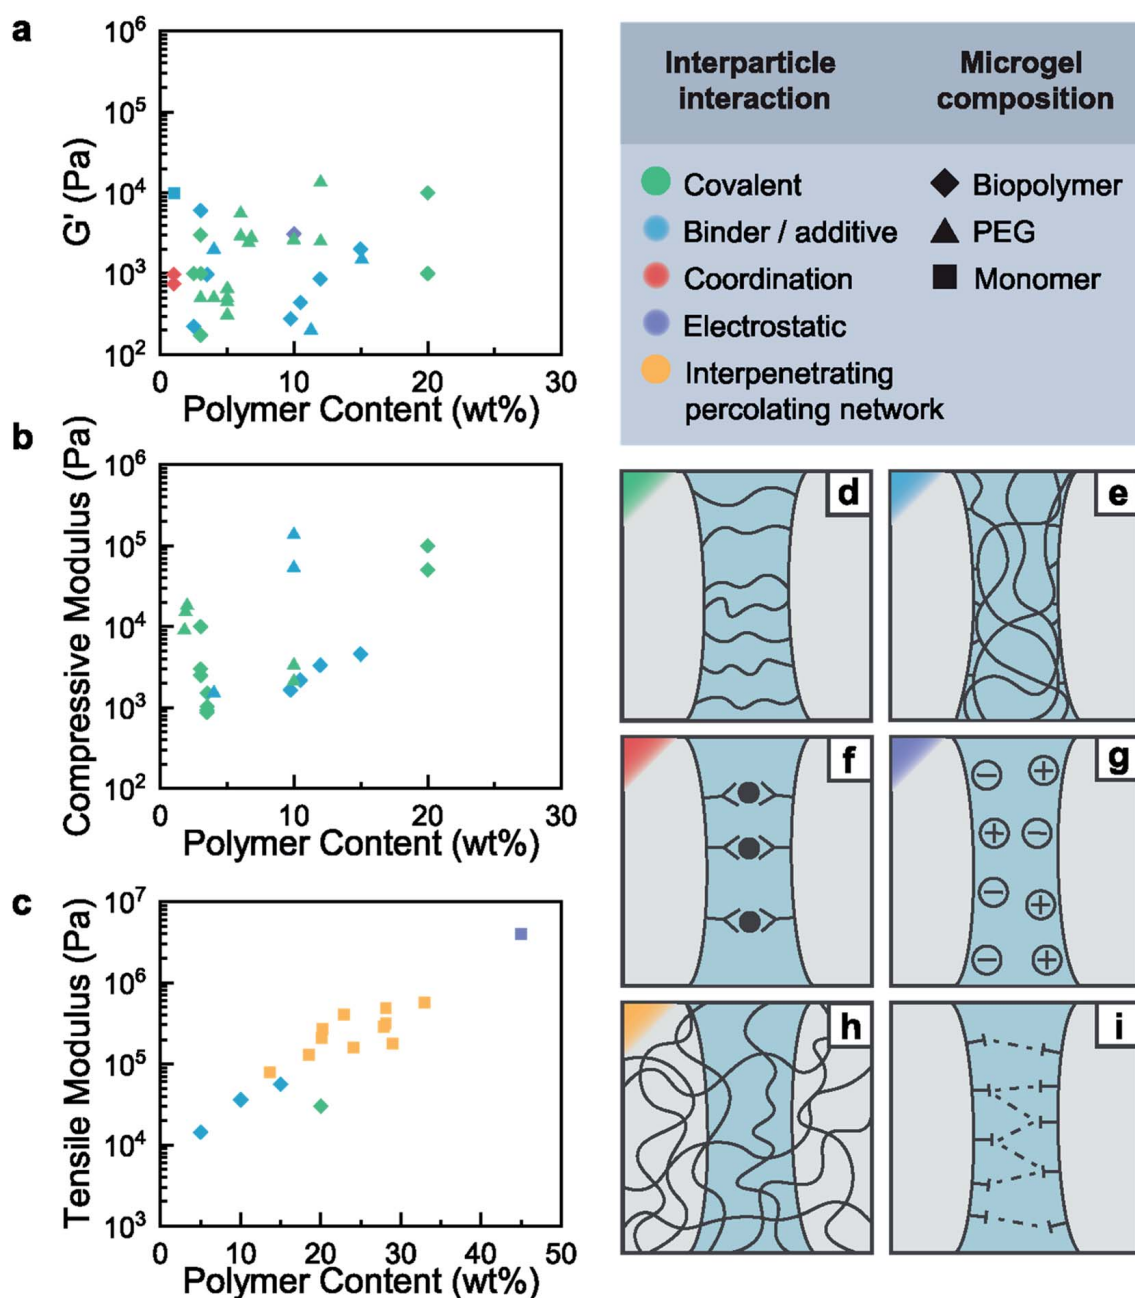 a
10⁶
10⁵
10⁴
10³
10²
G' (Pa)
0
10
20
30
Polymer Content (wt%)
Interparticle
interaction
Microgel
composition
Covalent
Binder / additive
Coordination
Electrostatic
Interpenetrating
percolating network
Biopolymer
PEG
Monomer
b
10⁶
10⁵
10⁴
10³
10²
Compressive Modulus (Pa)
0
10
20
30
Polymer Content (wt%)
c
10⁷
10⁶
10⁵
10⁴
10³
Tensile Modulus (Pa)
0
10
20
30
40
50
Polymer Content (wt%)
d
e
f
g
− +
+ −
− +
− +
h
i